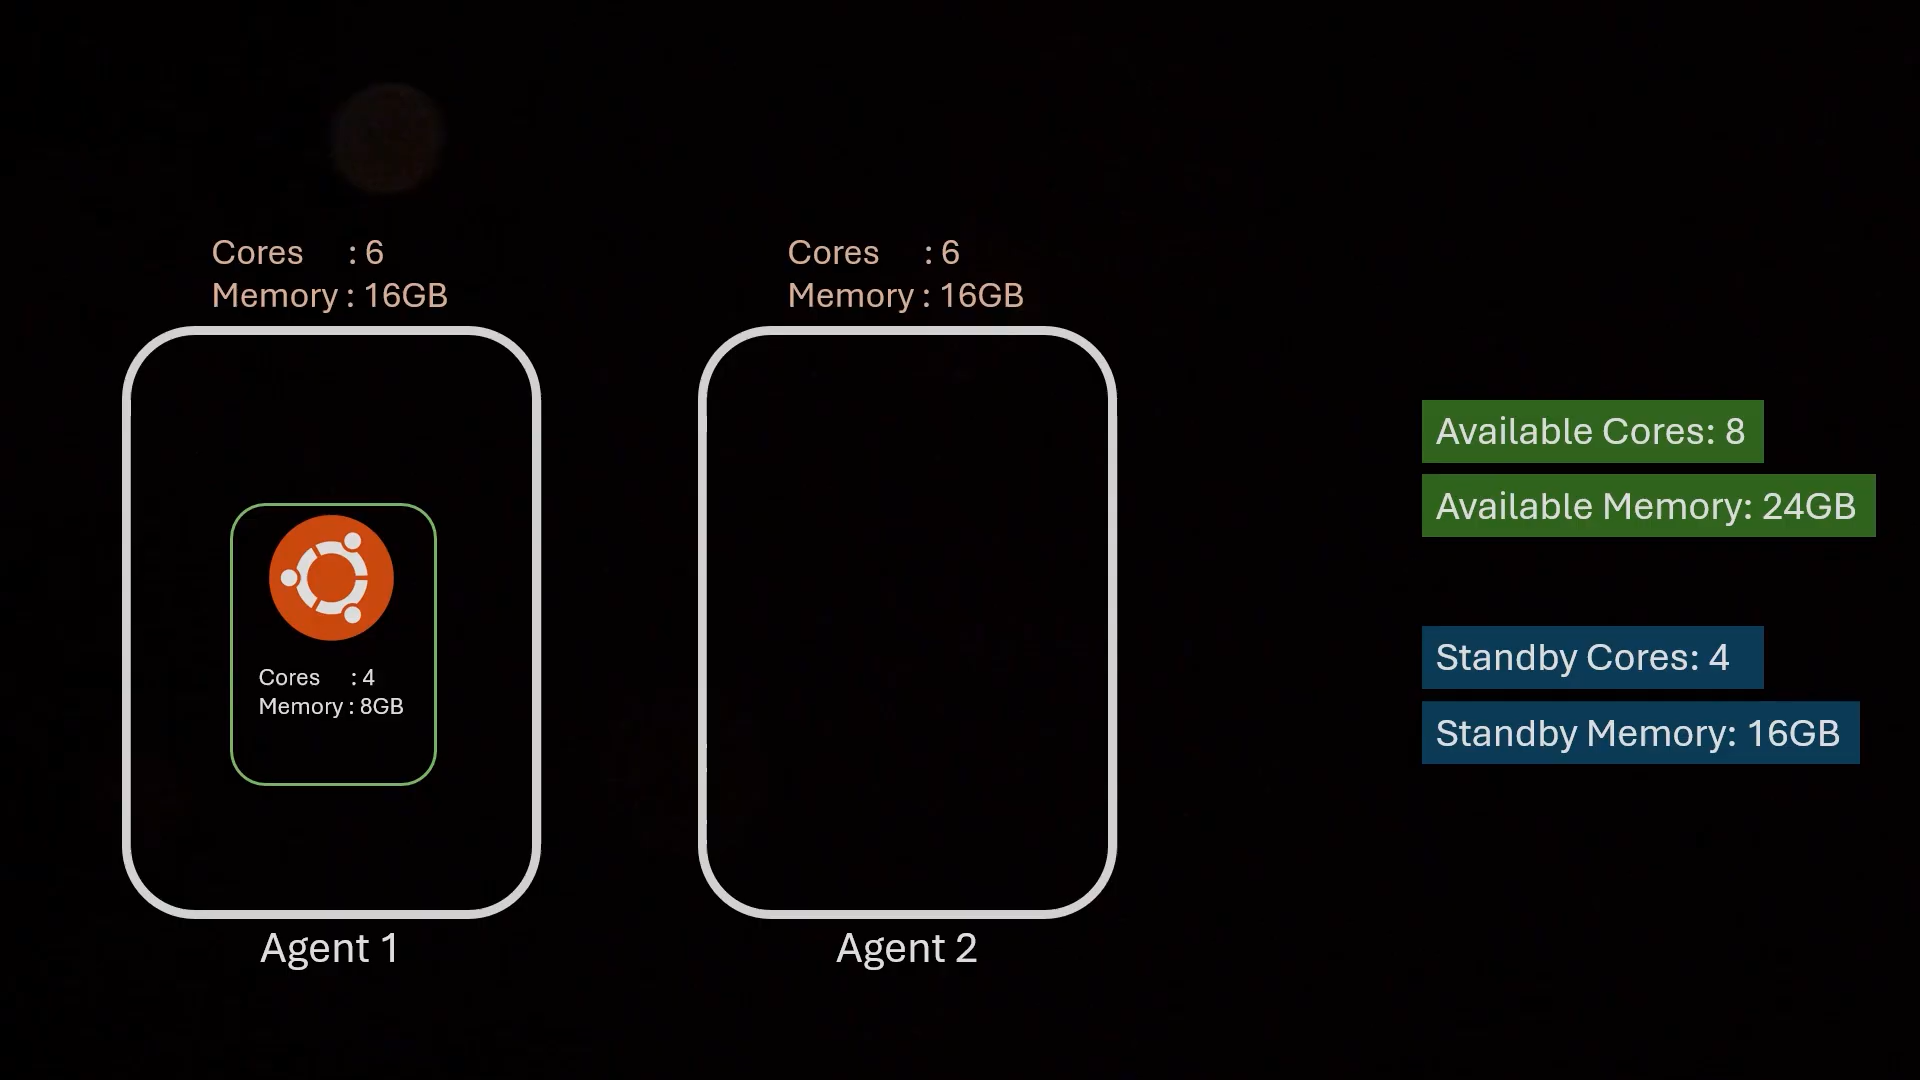 Cores : 6
Memory : 16GB
Cores : 4
Memory : 8GB
Agent 1
Cores : 6
Memory : 16GB
Agent 2
Available Cores: 8
Available Memory: 24GB
Standby Cores: 4
Standby Memory: 16GB